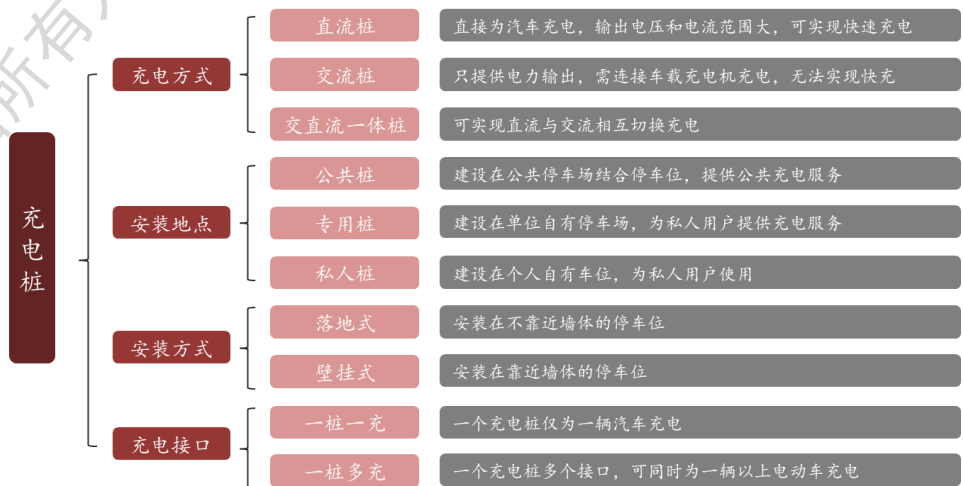 充电桩
充电方式
直流桩
直接为汽车充电，输出电压和电流范围大，可实现快速充电
交流桩
只提供电力输出，需连接车载充电机充电，无法实现快充
交直流一体桩
可实现直流与交流相互切换充电
安装地点
公共桩
建设在公共停车场结合停车位，提供公共充电服务
专用桩
建设在单位自有停车场，为私人用户提供充电服务
私人桩
建设在个人自有车位，为私人用户使用
安装方式
落地式
安装在不靠近墙体的停车位
壁挂式
安装在靠近墙体的停车位
充电接口
一桩一充
一个充电桩仅为一辆汽车充电
一桩多充
一个充电桩多个接口，可同时为一辆以上电动车充电
所有